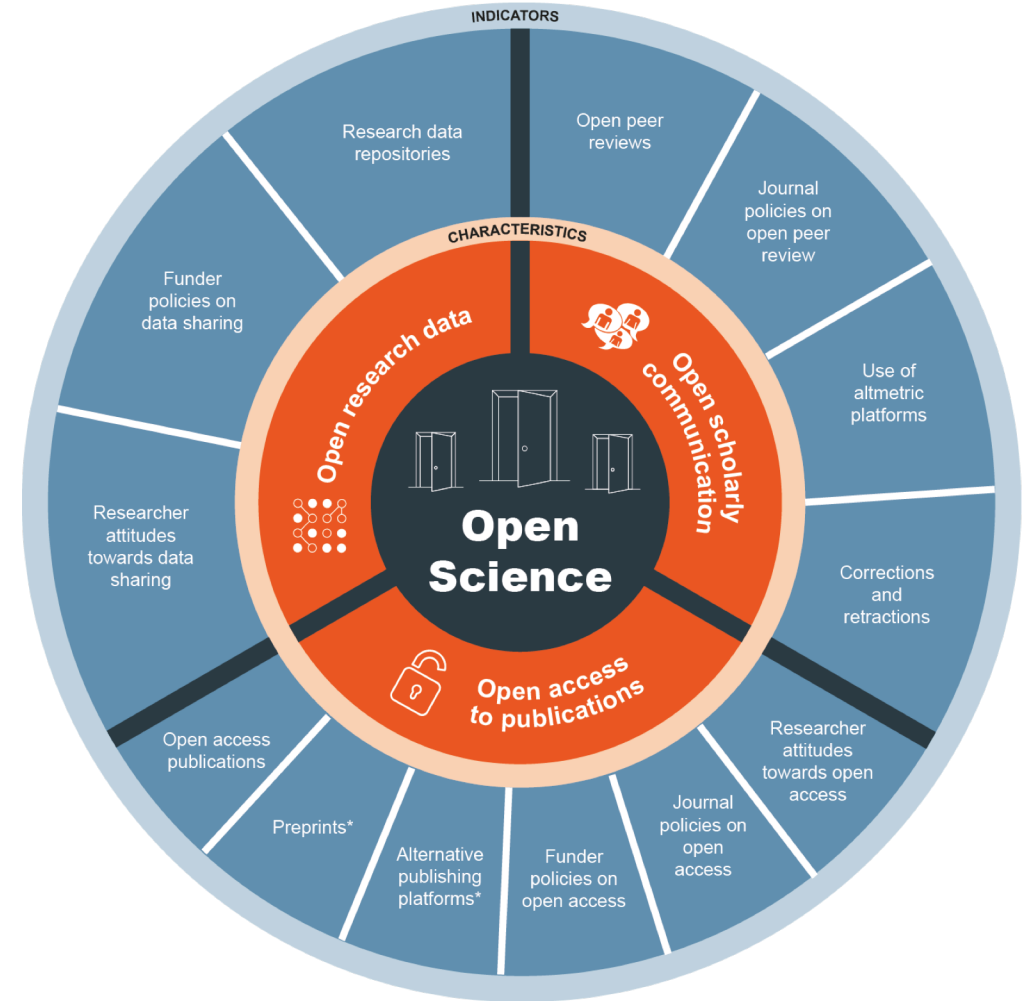 INDICATORS
Research data
repositories
Open peer
reviews
Journal
policies on
open peer
review
Funder
policies on
data sharing
Use of
altmetric
platforms
Researcher
attitudes
towards data
sharing
Corrections
and
retractions
CHARACTERISTICS
Open research data
Open scholarly
communication
Open
Science
Open access
to publications
Open access
publications
Preprints*
Alternative
publishing
platforms*
Funder
policies on
open access
Journal
policies on
open
access
Researcher
attitudes
towards open
access